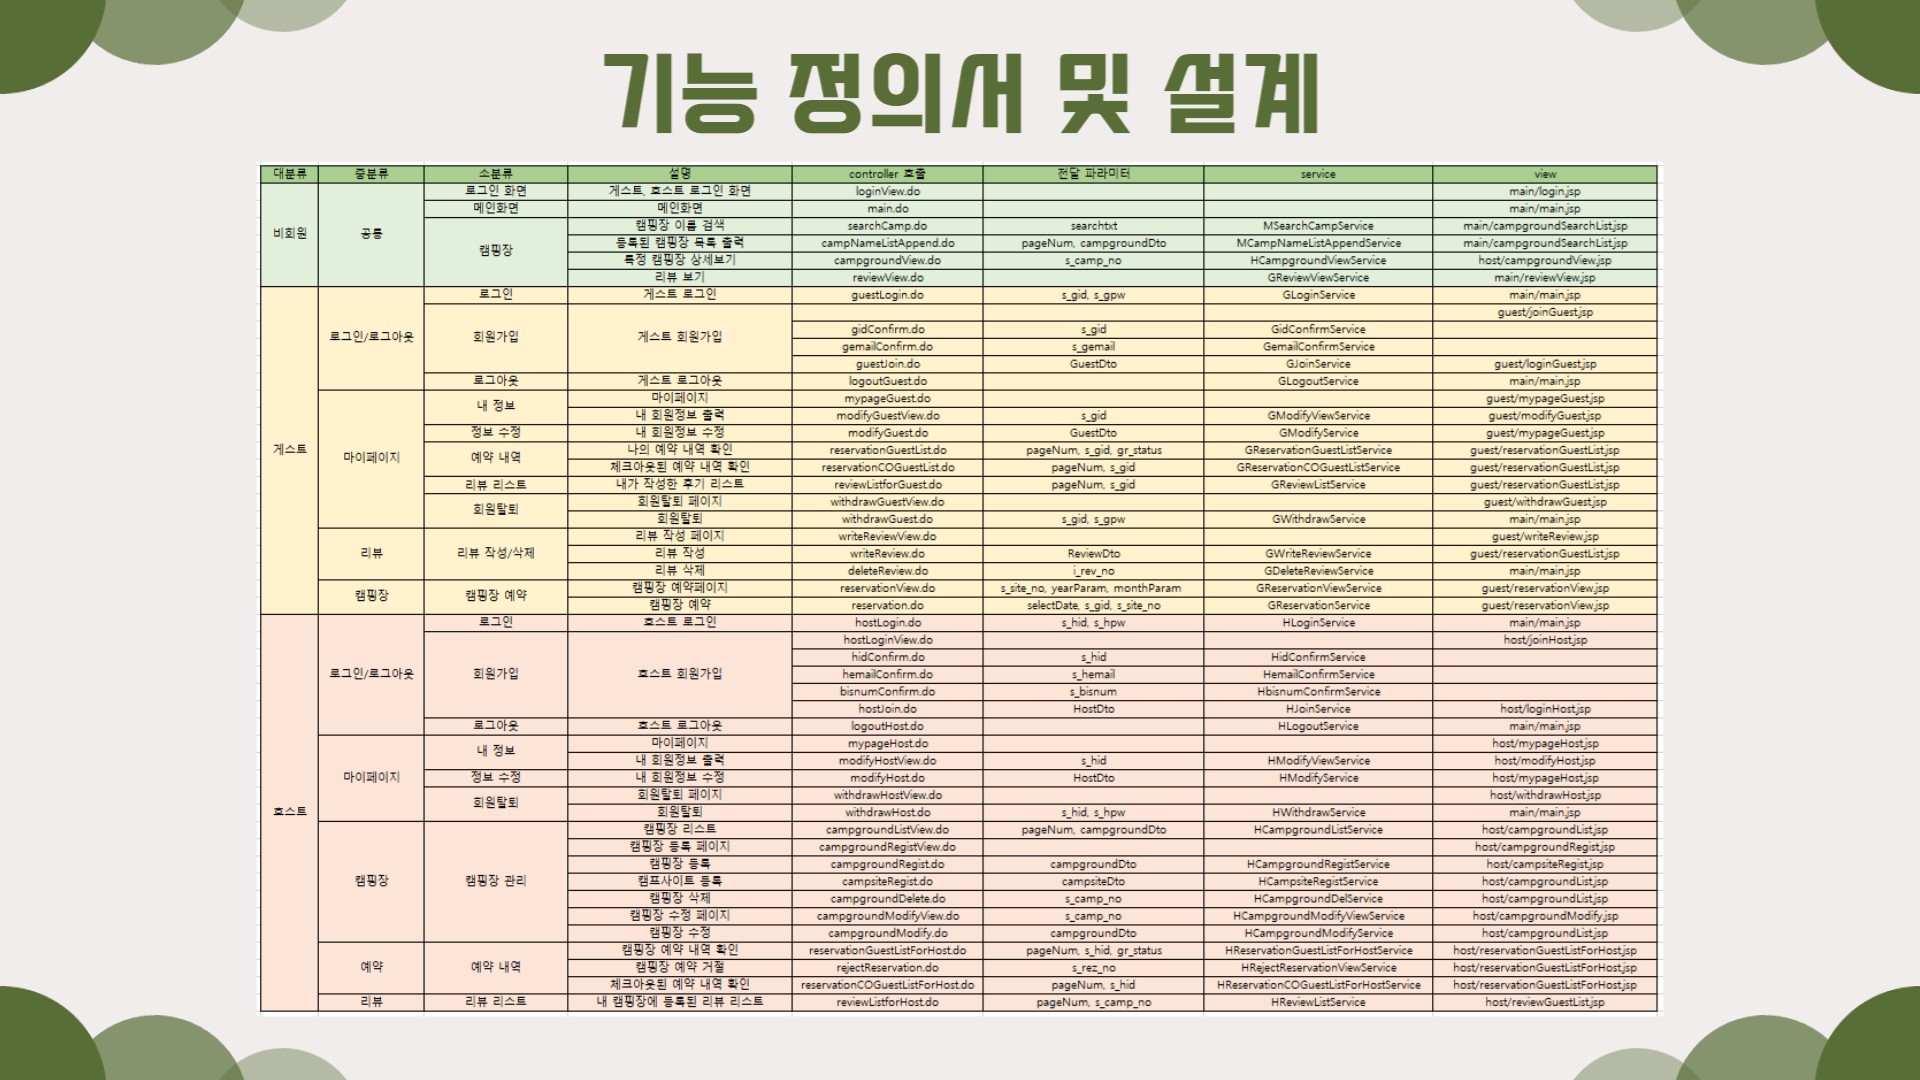 기능 정의서 및 설계
대분류 중분류 소분류 설명 controller 호출 전달 파라미터 service view
비회원 공통 로그인 화면 게스트, 호스트 로그인 화면 loginView.do main/login.jsp
메인화면 메인화면 main.do main/main.jsp
캠핑장 캠핑장 이름 검색 searchCamp.do searchtxt MSearchCampService main/campgroundSearchList.jsp
등록된 캠핑장 목록 출력 campNameListAppend.do pageNum, campgroundDto MCampNameListAppendService main/campgroundSearchList.jsp
특정 캠핑장 상세보기 campgroundView.do s_camp_no HCampgroundViewService host/campgroundView.jsp
리뷰 보기 reviewView.do GReviewViewService main/reviewView.jsp
게스트 로그인/로그아웃 로그인 게스트 로그인 guestLogin.do s_gid, s_gpw GLoginService main/main.jsp
회원가입 게스트 회원가입 guest/joinGuest.jsp
gidConfirm.do s_gid GidConfirmService
gemailConfirm.do s_gemail GemailConfirmService
guestJoin.do GuestDto GJoinService guest/loginGuest.jsp
로그아웃 게스트 로그아웃 logoutGuest.do GLogoutService main/main.jsp
마이페이지 내 정보 마이페이지 mypageGuest.do guest/mypageGuest.jsp
내 회원정보 출력 modifyGuestView.do s_gid GModifyViewService guest/modifyGuest.jsp
정보 수정 내 회원정보 수정 modifyGuest.do GuestDto GModifyService guest/mypageGuest.jsp
예약 내역 나의 예약 내역 확인 reservationGuestList.do pageNum, s_gid, gr_status GReservationGuestListService guest/reservationGuestList.jsp
체크아웃된 예약 내역 확인 reservationCOGuestList.do pageNum, s_gid GReservationCOGuestListService guest/reservationGuestList.jsp
리뷰 리스트 내가 작성한 후기 리스트 reviewListforGuest.do pageNum, s_gid GReviewListService guest/reservationGuestList.jsp
회원탈퇴 회원탈퇴 페이지 withdrawGuestView.do guest/withdrawGuest.jsp
회원탈퇴 withdrawGuest.do s_gid, s_gpw GWithdrawService main/main.jsp
리뷰 리뷰 작성/삭제 리뷰 작성 페이지 writeReviewView.do guest/writeReview.jsp
리뷰 작성 writeReview.do ReviewDto GWriteReviewService guest/reservationGuestList.jsp
리뷰 삭제 deleteReview.do i_rev_no GDeleteReviewService main/main.jsp
캠핑장 캠핑장 예약 캠핑장 예약페이지 reservationView.do s_site_no, yearParam, monthParam GReservationViewService guest/reservationView.jsp
캠핑장 예약 reservation.do selectDate, s_gid, s_site_no GReservationService guest/reservationView.jsp
호스트 로그인/로그아웃 로그인 호스트 로그인 hostLogin.do s_hid, s_hpw HLoginService main/main.jsp
회원가입 호스트 회원가입 hostLoginView.do host/joinHost.jsp
hidConfirm.do s_hid HidConfirmService
hemailConfirm.do s_hemail HemailConfirmService
bisnumConfirm.do s_bisnum HbisnumConfirmService
hostJoin.do HostDto HJoinService host/loginHost.jsp
로그아웃 호스트 로그아웃 logoutHost.do HLogoutService main/main.jsp
마이페이지 내 정보 마이페이지 mypageHost.do host/mypageHost.jsp
내 회원정보 출력 modifyHostView.do s_hid HModifyViewService host/modifyHost.jsp
정보 수정 내 회원정보 수정 modifyHost.do HostDto HModifyService host/mypageHost.jsp
회원탈퇴 회원탈퇴 페이지 withdrawHostView.do host/withdrawHost.jsp
회원탈퇴 withdrawHost.do s_hid, s_hpw HWithdrawService main/main.jsp
캠핑장 캠핑장 관리 캠핑장 리스트 campgroundListView.do pageNum, campgroundDto HCampgroundListService host/campgroundList.jsp
캠핑장 등록 페이지 campgroundRegistView.do host/campgroundRegist.jsp
캠핑장 등록 campgroundRegist.do campgroundDto HCampgroundRegistService host/campsiteRegist.jsp
캠프사이트 등록 campsiteRegist.do campsiteDto HCampsiteRegistService host/campgroundList.jsp
캠핑장 삭제 campgroundDelete.do s_camp_no HCampgroundDelService host/campgroundList.jsp
캠핑장 수정 페이지 campgroundModifyView.do s_camp_no HCampgroundModifyViewService host/campgroundModify.jsp
캠핑장 수정 campgroundModify.do campgroundDto HCampgroundModifyService host/campgroundList.jsp
예약 예약 내역 캠핑장 예약 내역 확인 reservationGuestListForHost.do pageNum, s_hid, gr_status HReservationGuestListForHostService host/reservationGuestListForHost.jsp
캠핑장 예약 거절 rejectReservation.do s_rez_no HRejectReservationViewService host/reservationGuestListForHost.jsp
체크아웃된 예약 내역 확인 reservationCOGuestListForHost.do pageNum, s_hid HReservationCOGuestListForHostService host/reservationGuestListForHost.jsp
리뷰 리뷰 리스트 내 캠핑장에 등록된 리뷰 리스트 reviewListforHost.do pageNum, s_camp_no HReviewListService host/reviewGuestList.jsp